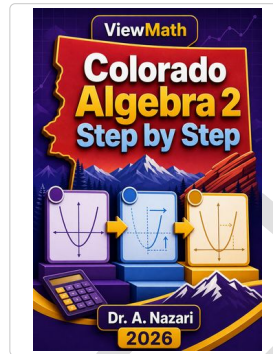 ViewMath
Colorado
Algebra 2
Step by Step
Dr. A. Nazari
2026